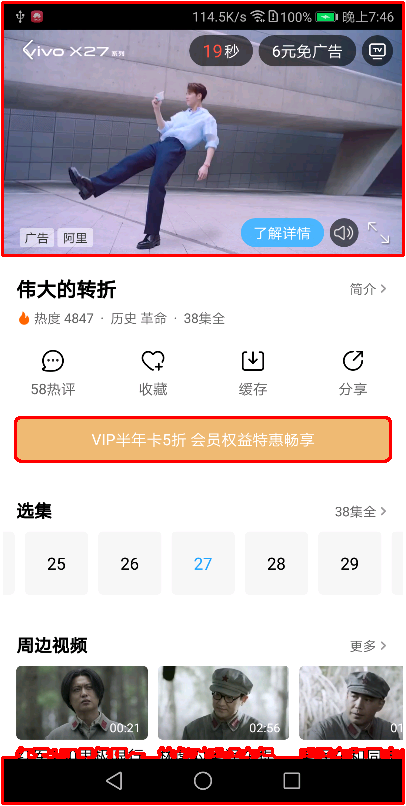 114.5K/s 100% 晚上7:46
vivo X27 系列
19秒
6元免广告
TV
广告
阿里
了解详情
伟大的转折
简介
热度 4847 · 历史 革命 · 38集全
58热评
收藏
缓存
分享
VIP半年卡5折 会员权益特惠畅享
选集
38集全
25
26
27
28
29
周边视频
更多
00:21
02:56